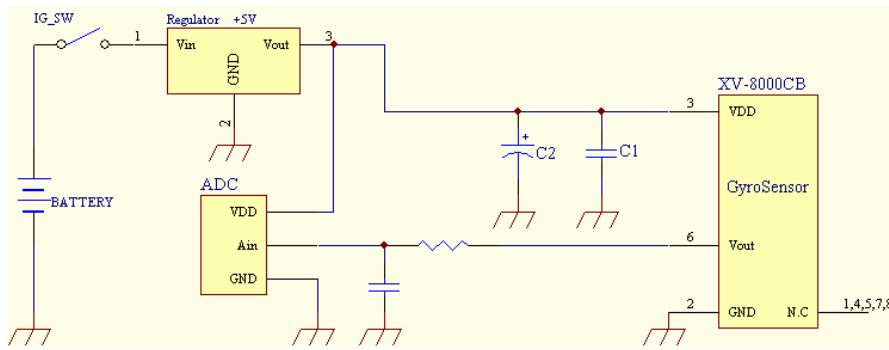 IG_SW
Regulator +5V
1
Vin
Vout
3
GND
2
BATTERY
ADC
VDD
Ain
GND
+
C2
C1
XV-8000CB
3
VDD
GyroSensor
6
Vout
2
GND
N.C
1,4,5,7,8